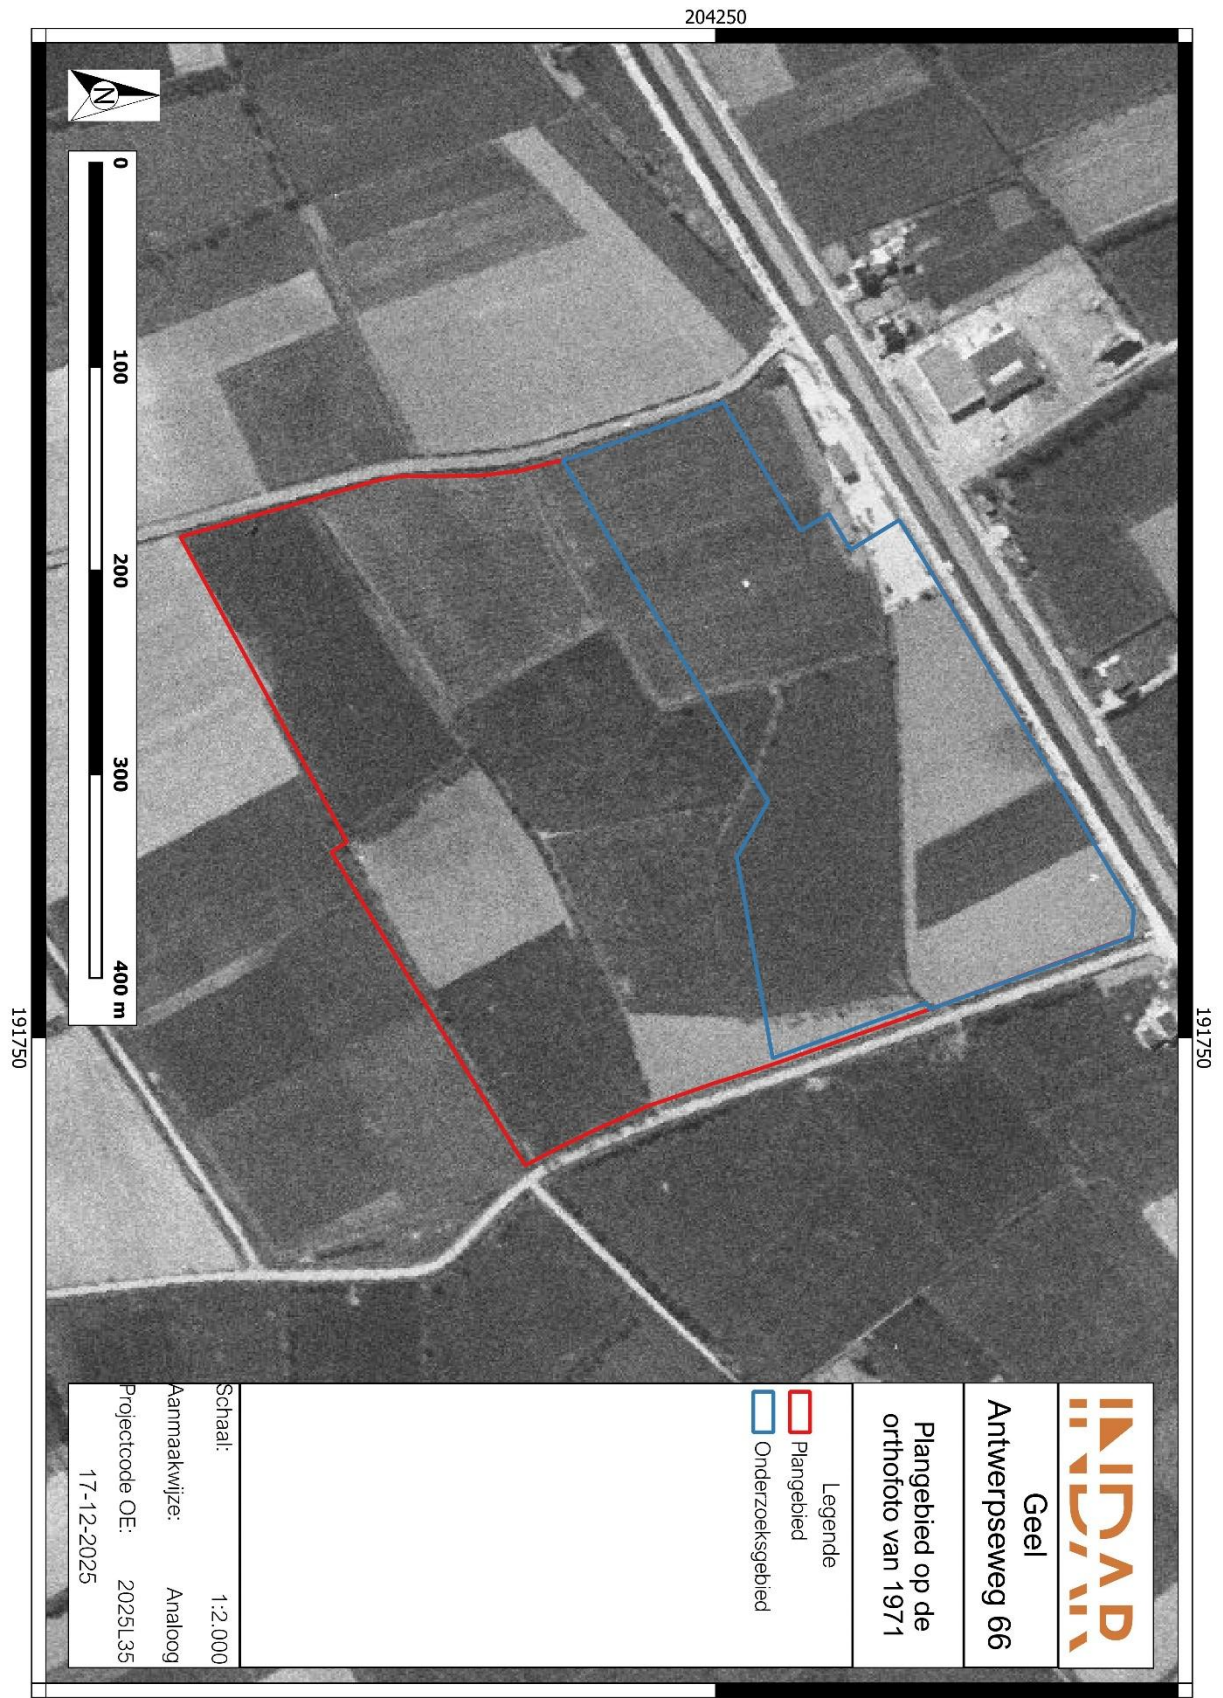 204250
N
0
100
200
300
400 m
191750
191750
INDAR
Geel
Antwerpseweg 66
Plangebied op de
orthofoto van 1971
Legende
Plangebied
Onderzoeksgebied
Schaal: 1:2.000
Aanmaakwijze: Analoog
Projectcode OE: 2025L35
17-12-2025